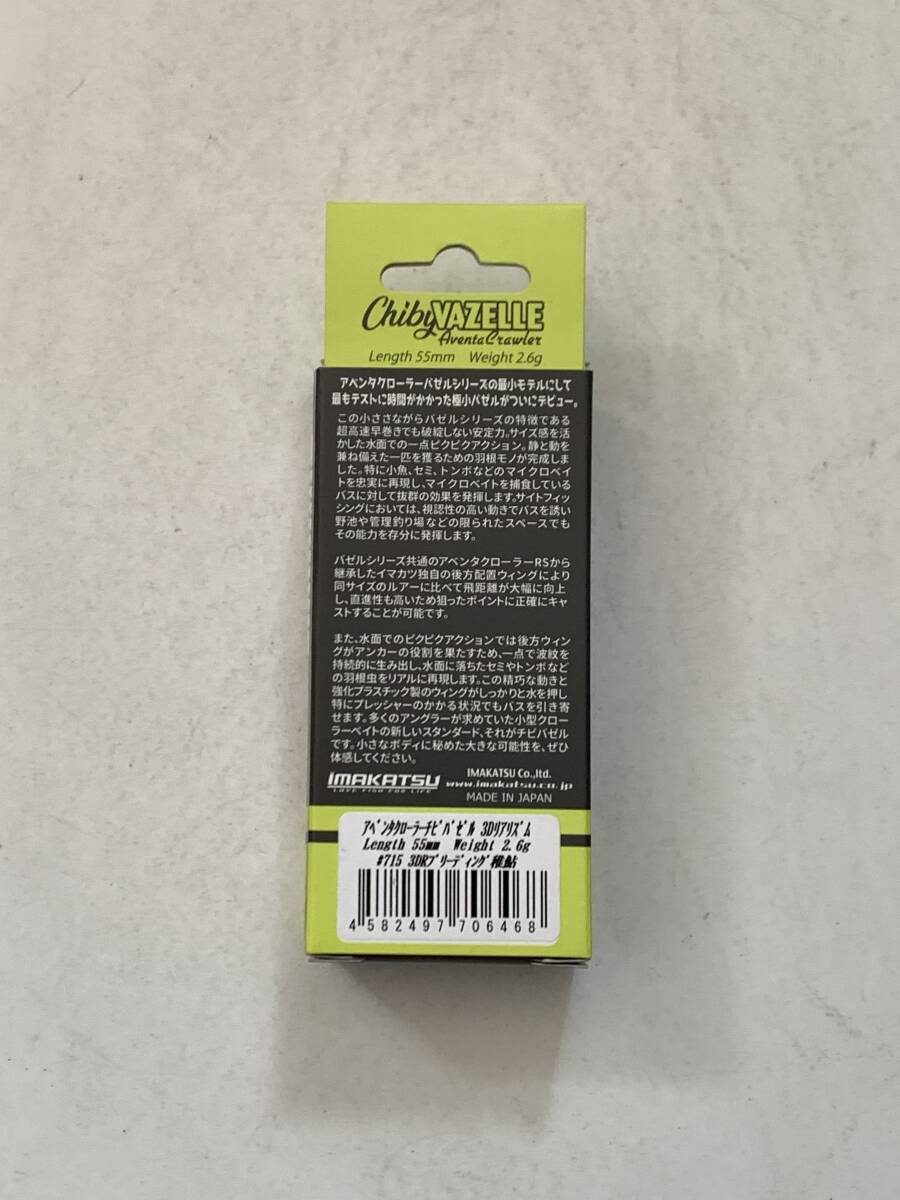 ChibyVAZELLE
AventaCrawler
Length 55mm Weight 2.6g
アベンタクローラーバゼルシリーズの最小モデルにして
最もテストに時間がかかった極小バゼルがついにデビュー。
この小ささながらバゼルシリーズの特徴である
超高速早巻きでも破綻しない安定力。サイズ感を活
かした水面での一点ピクピクアクション。静と動を
兼ね備えた一匹を獲るための羽根モノが完成しまし
た。特に小魚、セミ、トンボなどのマイクロベイ
トを忠実に再現し、マイクロベイトを捕食している
バスに対して抜群の効果を発揮します。サイトフィッ
シングにおいては、視認性の高い動きでバスを誘い
野池や管理釣り場などの限られたスペースでも
その能力を存分に発揮します。
バゼルシリーズ共通のアベンタクローラーRSから
継承したイマカツ独自の後方配置ウィングにより
同サイズのルアーに比べて飛距離が大幅に向上
し、直進性も高いため狙ったポイントに正確にキャ
ストすることが可能です。
また、水面でのピクピクアクションでは後方ウィン
グがアンカーの役割を果たすため、一点で波紋を
持続的に生み出し、水面に落ちたセミやトンボなど
の羽根虫をリアルに再現します。この精巧な動きと
強化プラスチック製のウィングがしっかりと水を押し
特にプレッシャーのかかる状況でもバスを引き寄
せます。多くのアングラーが求めていた小型クロー
ラーベイトの新しいスタンダード、それがチビバゼル
です。小さなボディに秘めた大きな可能性を、ぜひ
体感してください。
IMAKATSU
LOVE FISH FOR LIFE
IMAKATSU Co.,ltd.
www.imakatsu.co.jp
MADE IN JAPAN
ｱﾍﾞﾝﾀｸﾛｰﾗｰﾁﾋﾞﾊﾞｾﾞﾙ 3Dﾘｱﾘｽﾞﾑ
Length 55mm Weight 2.6g
#715 3DRﾌﾞﾘｰﾃﾞｨﾝｸﾞ稚鮎
4 582497 706468